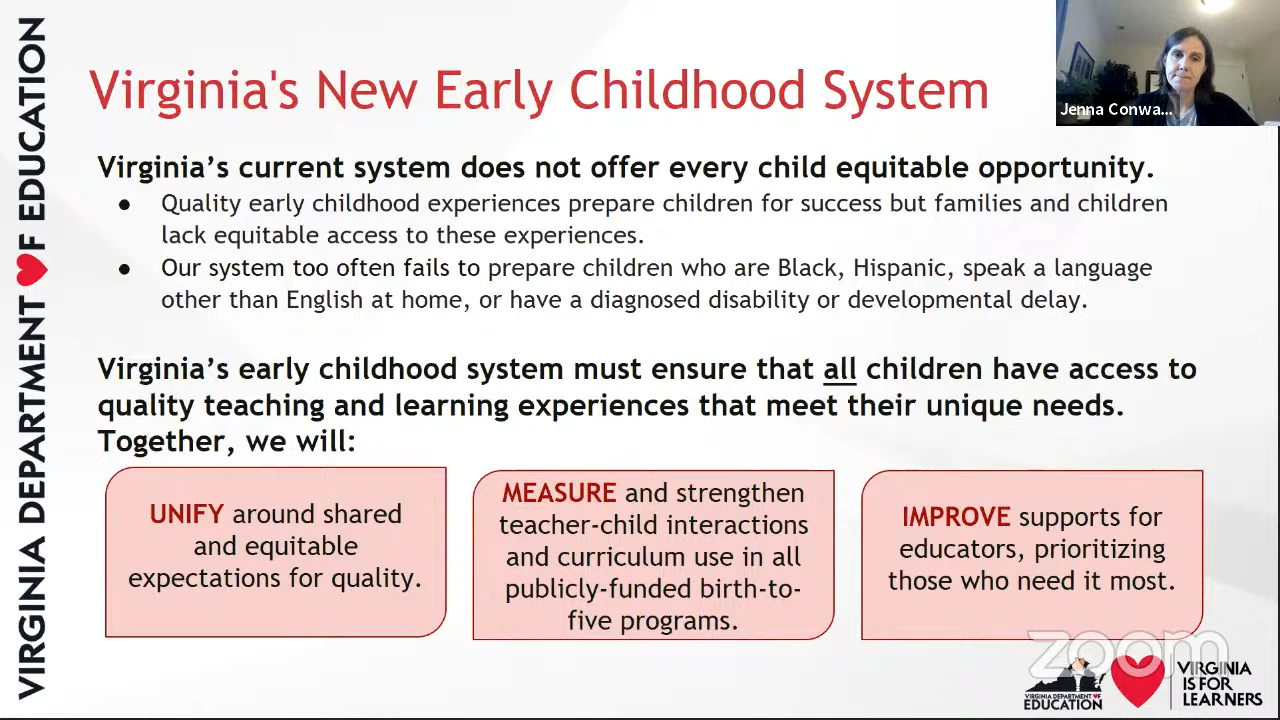 VIRGINIA DEPARTMENT OF EDUCATION
Virginia's New Early Childhood System
Jenna Conwa...
Virginia’s current system does not offer every child equitable opportunity.
● Quality early childhood experiences prepare children for success but families and children
lack equitable access to these experiences.
● Our system too often fails to prepare children who are Black, Hispanic, speak a language
other than English at home, or have a diagnosed disability or developmental delay.
Virginia’s early childhood system must ensure that all children have access to
quality teaching and learning experiences that meet their unique needs.
Together, we will:
UNIFY around shared
and equitable
expectations for quality.
MEASURE and strengthen
teacher-child interactions
and curriculum use in all
publicly-funded birth-to-
five programs.
IMPROVE supports for
educators, prioritizing
those who need it most.
zoom
VIRGINIA DEPARTMENT OF
EDUCATION
VIRGINIA
IS FOR
LEARNERS